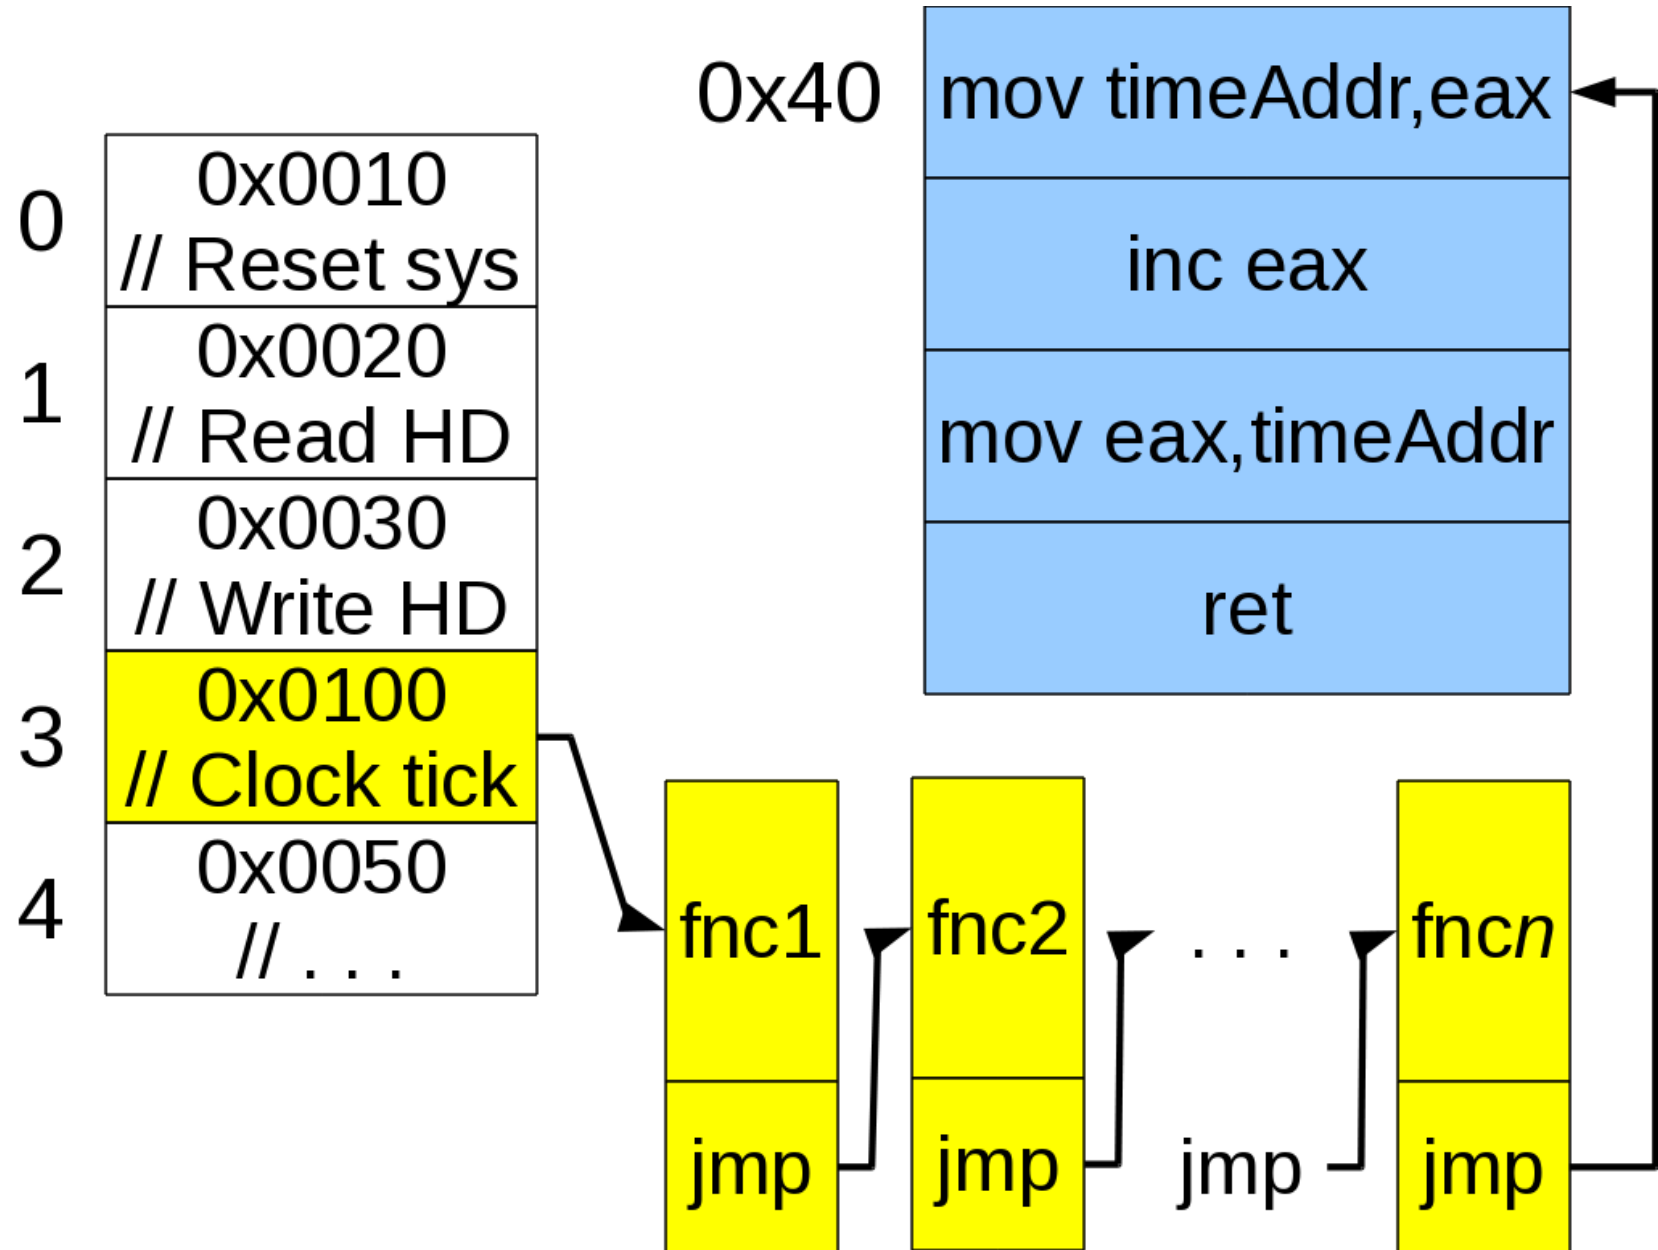 0x40
mov timeAddr,eax
inc eax
mov eax,timeAddr
ret
0
0x0010
// Reset sys
1
0x0020
// Read HD
2
0x0030
// Write HD
3
0x0100
// Clock tick
4
0x0050
// . . .
fnc1
fnc2
. . .
fncn
jmp
jmp
jmp
jmp